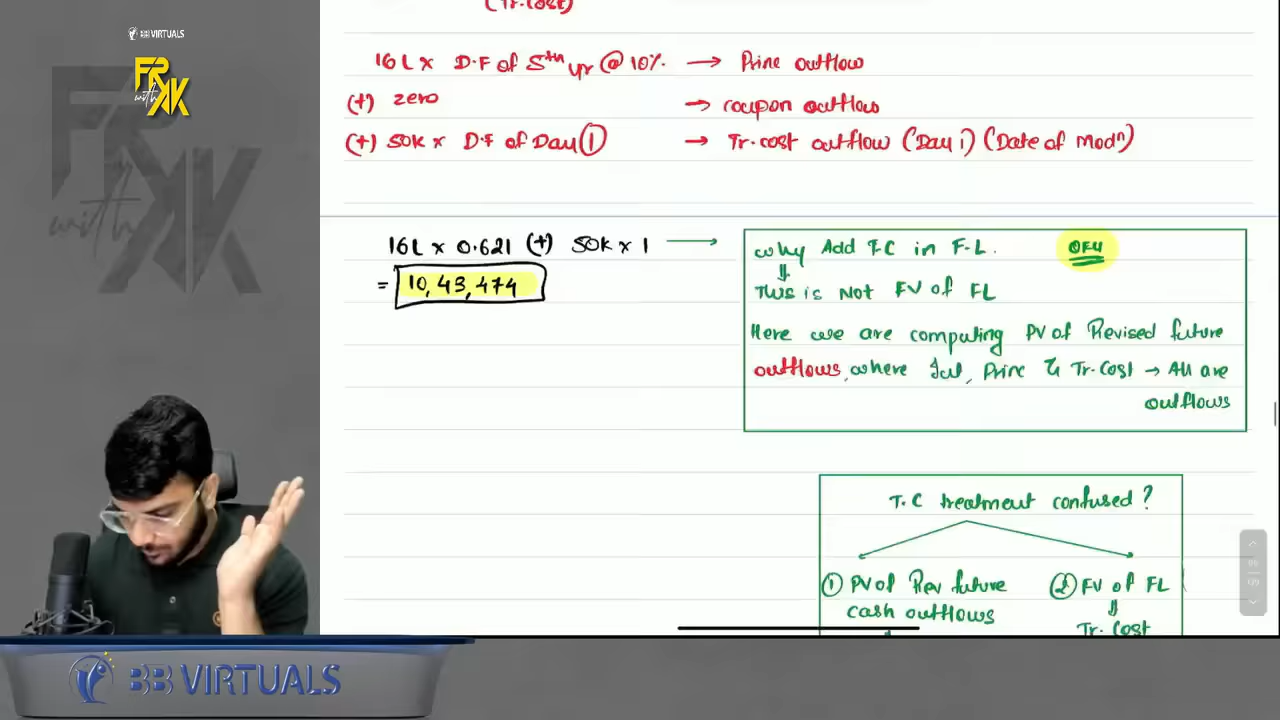 (Tr.cost)
BB VIRTUALS
FR
with
AK
16L x D.F of 5th yr @ 10%. → Princ outflow
(+) zero → coupon outflow
(+) 50K x D.F of Day 1 → Tr.cost outflow (Day 1) (Date of Modn)
16L x 0.621 (+) 50K x 1 →
= 10,43,474
Why Add T.C in F.L.
This is Not FV of FL
Here we are computing PV of Revised future
outflows, where Int, Princ & Tr.Cost → All are
outflows
T.C treatment confused?
① PV of Rev future
cash outflows
② FV of FL
Tr. Cost
BB VIRTUALS